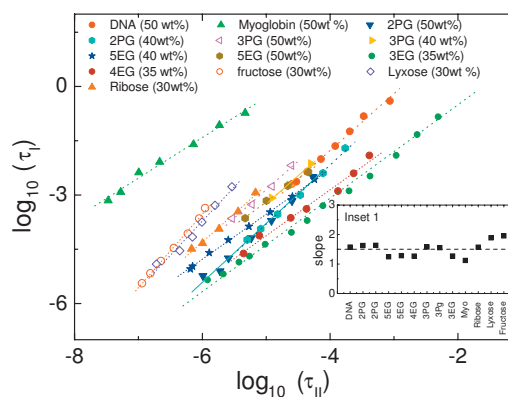 DNA (50 wt%) Myoglobin (50wt %) 2PG (50wt%)
2PG (40wt%) 3PG (50wt%) 3PG (40 wt%)
5EG (40 wt%) 5EG (50wt%) 3EG (35wt%)
4EG (35 wt%) fructose (30wt%) Lyxose (30wt %)
Ribose (30wt%)
0
-3
-6
log10 (τI)
-8 -6 -4 -2
log10 (τII)
Inset 1
5
4
3
2
1
0
slope
DNA 2PG 2PG 5EG 5EG 4EG 3PG 3Pg 3EG Myo Ribose Lyxose Fructose